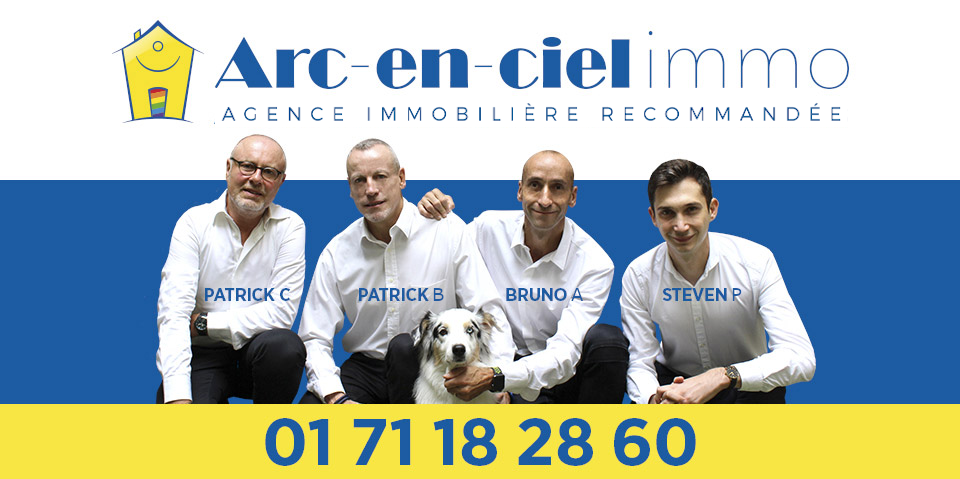 Arc-en-ciel immo
AGENCE IMMOBILIÈRE RECOMMANDÉE
PATRICK C PATRICK B BRUNO A STEVEN P
01 71 18 28 60